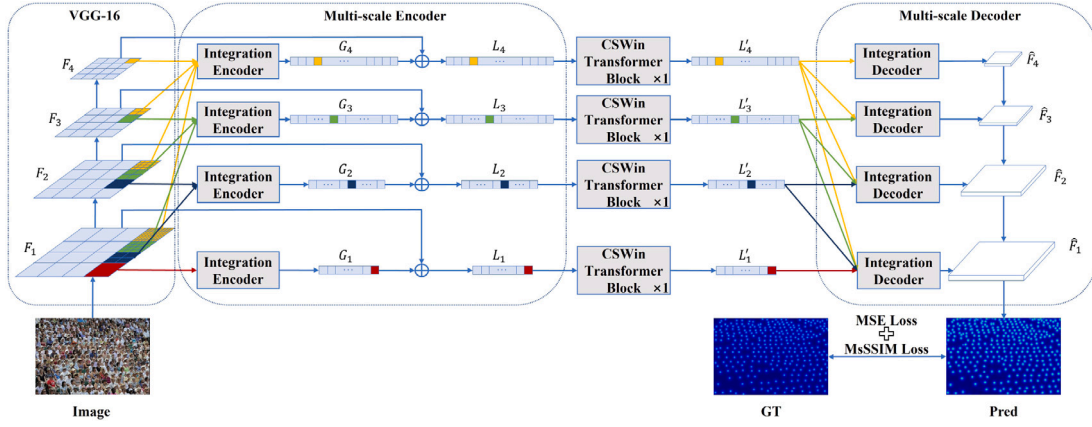 VGG-16
Multi-scale Encoder
Multi-scale Decoder
F₄
Integration
Encoder
G₄
L₄
CSWin
Transformer
Block ×1
L′₄
Integration
Decoder
F̂₄
F₃
Integration
Encoder
G₃
L₃
CSWin
Transformer
Block ×1
L′₃
Integration
Decoder
F̂₃
F₂
Integration
Encoder
G₂
L₂
CSWin
Transformer
Block ×1
L′₂
Integration
Decoder
F̂₂
F₁
Integration
Encoder
G₁
L₁
CSWin
Transformer
Block ×1
L′₁
Integration
Decoder
F̂₁
MSE Loss
MsSSIM Loss
Image
GT
Pred